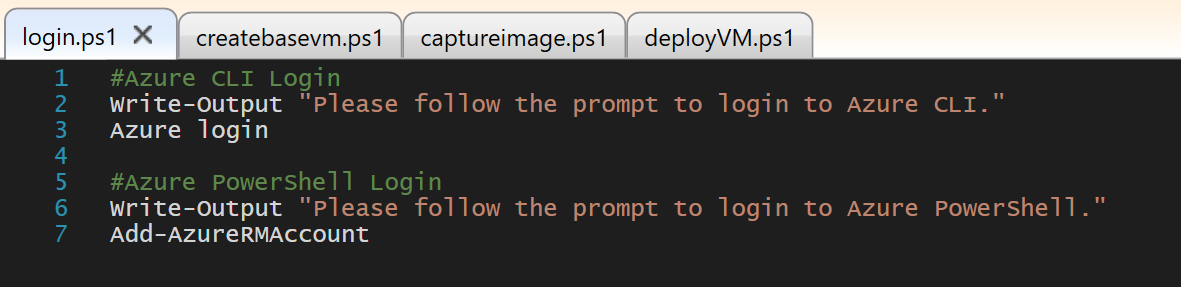 login.ps1 createbasevm.ps1 captureimage.ps1 deployVM.ps1
1 #Azure CLI Login
2 Write-Output "Please follow the prompt to login to Azure CLI."
3 Azure login
4
5 #Azure PowerShell Login
6 Write-Output "Please follow the prompt to login to Azure PowerShell."
7 Add-AzureRMAccount